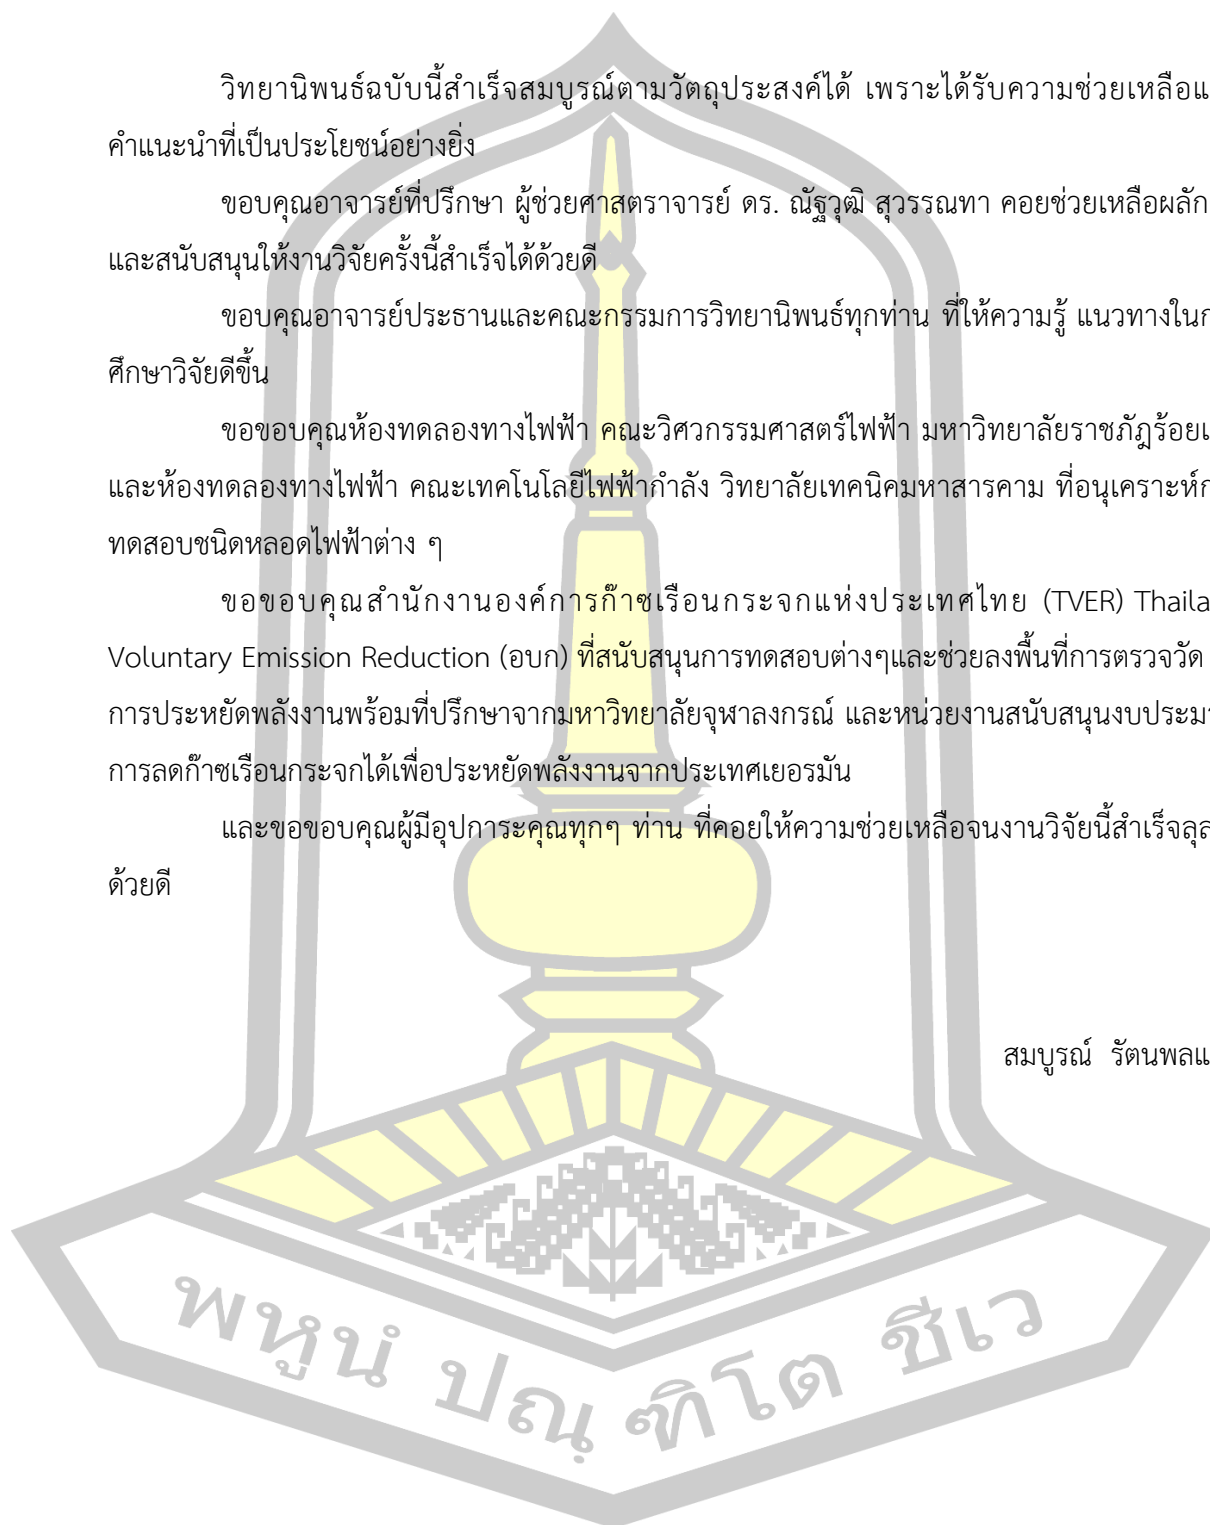 วิทยานิพนธ์ฉบับนี้สำเร็จสมบูรณ์ตามวัตถุประสงค์ได้ เพราะได้รับความช่วยเหลือแ
คำแนะนำที่เป็นประโยชน์อย่างยิ่ง
ขอบคุณอาจารย์ที่ปรึกษา ผู้ช่วยศาสตราจารย์ ดร. ณัฐวุฒิ สุวรรณทา คอยช่วยเหลือผลัก
และสนับสนุนให้งานวิจัยครั้งนี้สำเร็จได้ด้วยดี
ขอบคุณอาจารย์ประธานและคณะกรรมการวิทยานิพนธ์ทุกท่าน ที่ให้ความรู้ แนวทางในก
ศึกษาวิจัยดีขึ้น
ขอขอบคุณห้องทดลองทางไฟฟ้า คณะวิศวกรรมศาสตร์ไฟฟ้า มหาวิทยาลัยราชภัฎร้อยเ
และห้องทดลองทางไฟฟ้า คณะเทคโนโลยีไฟฟ้ากำลัง วิทยาลัยเทคนิคมหาสารคาม ที่อนุเคราะห์ก
ทดสอบชนิดหลอดไฟฟ้าต่าง ๆ
ขอขอบคุณสำนักงานองค์การก๊าซเรือนกระจกแห่งประเทศไทย (TVER) Thaila
Voluntary Emission Reduction (อบก) ที่สนับสนุนการทดสอบต่างๆและช่วยลงพื้นที่การตรวจวัด
การประหยัดพลังงานพร้อมที่ปรึกษาจากมหาวิทยาลัยจุฬาลงกรณ์ และหน่วยงานสนับสนุนงบประมา
การลดก๊าซเรือนกระจกได้เพื่อประหยัดพลังงานจากประเทศเยอรมัน
และขอขอบคุณผู้มีอุปการะคุณทุกๆ ท่าน ที่คอยให้ความช่วยเหลือจนงานวิจัยนี้สำเร็จลุล
ด้วยดี
สมบูรณ์ รัตนพลแ
พหูนํ ปณฺฑิโต ชีเว